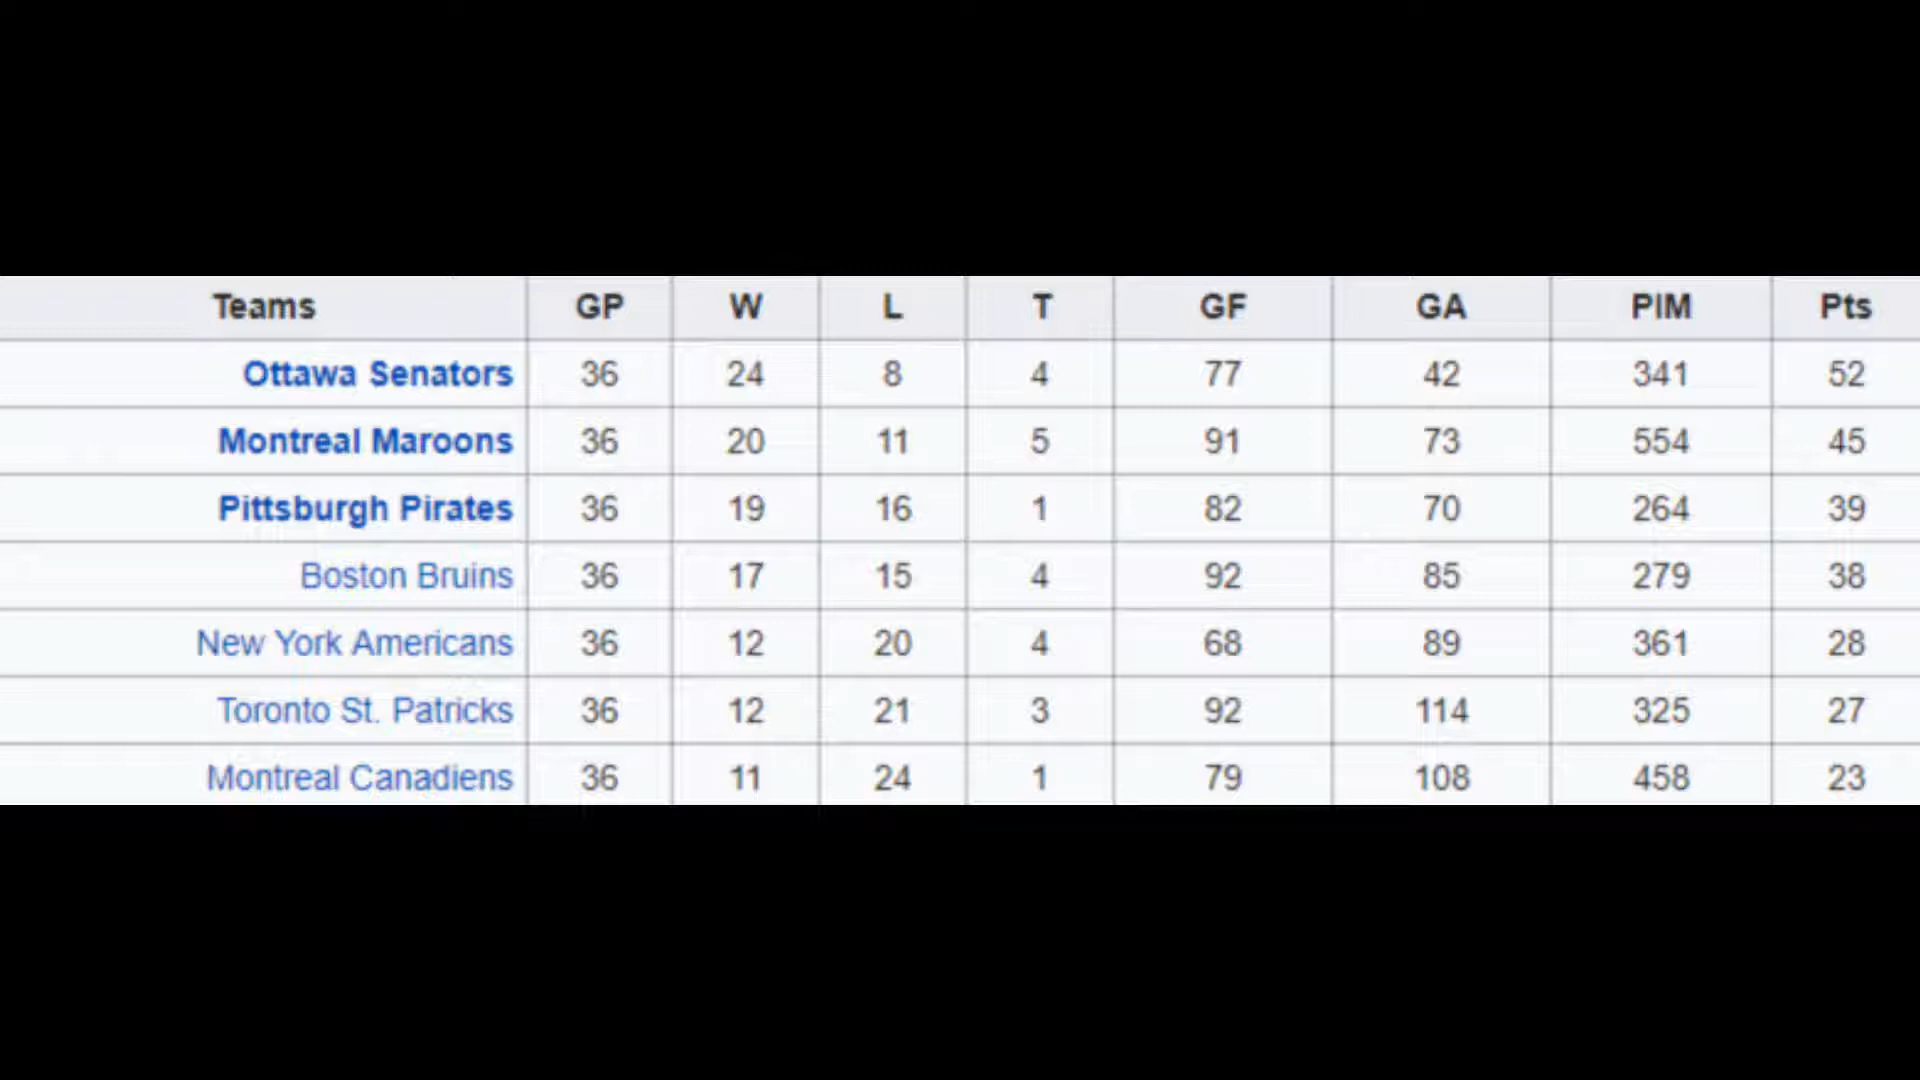 Teams GP W L T GF GA PIM Pts
Ottawa Senators 36 24 8 4 77 42 341 52
Montreal Maroons 36 20 11 5 91 73 554 45
Pittsburgh Pirates 36 19 16 1 82 70 264 39
Boston Bruins 36 17 15 4 92 85 279 38
New York Americans 36 12 20 4 68 89 361 28
Toronto St. Patricks 36 12 21 3 92 114 325 27
Montreal Canadiens 36 11 24 1 79 108 458 23